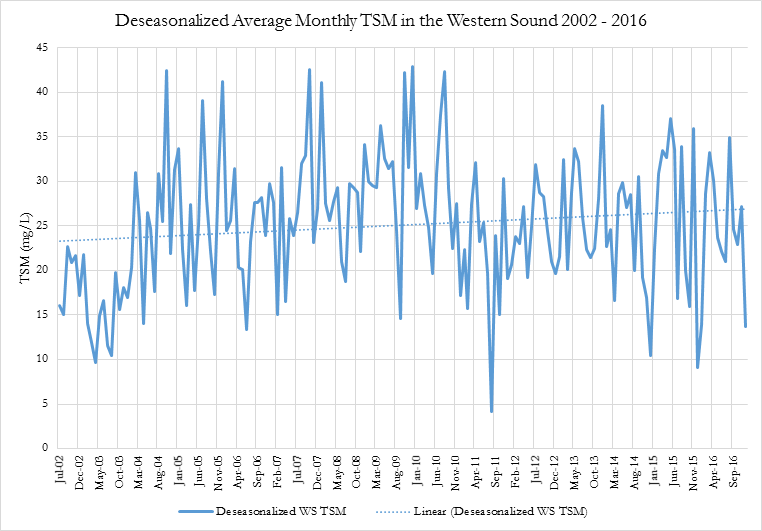 Deseasonalized Average Monthly TSM in the Western Sound 2002 - 2016
45
40
35
30
25
20
15
10
5
0
TSM (mg/L)
Jul-02
Dec-02
May-03
Oct-03
Mar-04
Aug-04
Jan-05
Jun-05
Nov-05
Apr-06
Sep-06
Feb-07
Jul-07
Dec-07
May-08
Oct-08
Mar-09
Aug-09
Jan-10
Jun-10
Nov-10
Apr-11
Sep-11
Feb-12
Jul-12
Dec-12
May-13
Oct-13
Mar-14
Aug-14
Jan-15
Jun-15
Nov-15
Apr-16
Sep-16
Deseasonalized WS TSM
Linear (Deseasonalized WS TSM)